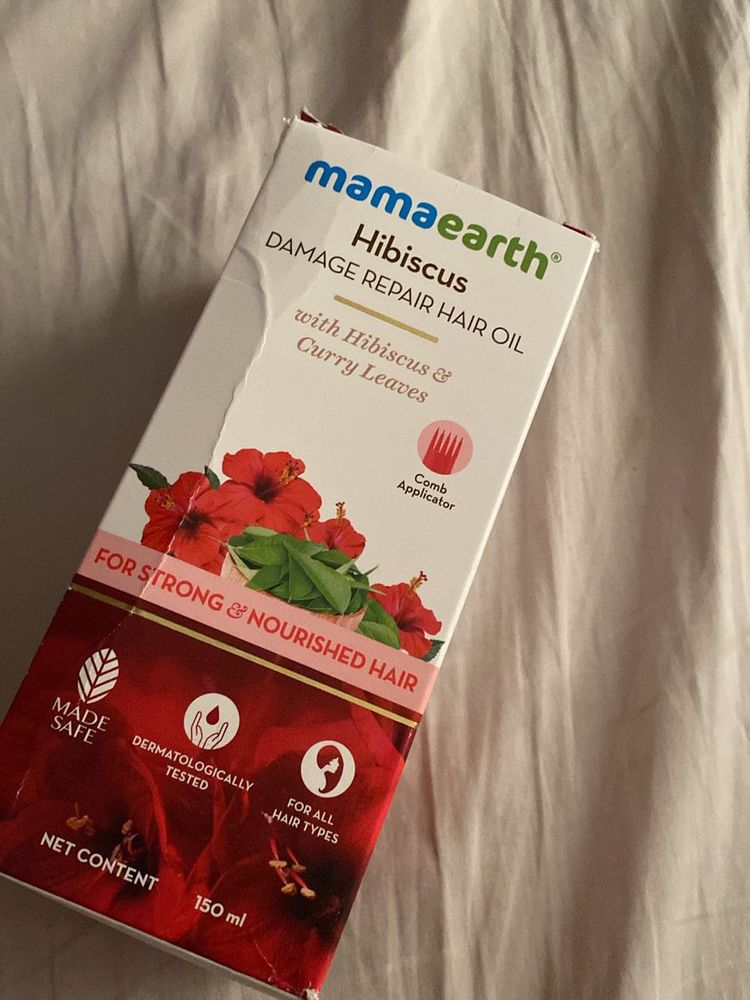 mamaearth®
Hibiscus
DAMAGE REPAIR HAIR OIL
with Hibiscus &
Curry Leaves
Comb
Applicator
FOR STRONG & NOURISHED HAIR
MADE
SAFE
DERMATOLOGICALLY
TESTED
FOR ALL
HAIR TYPES
NET CONTENT
150 ml